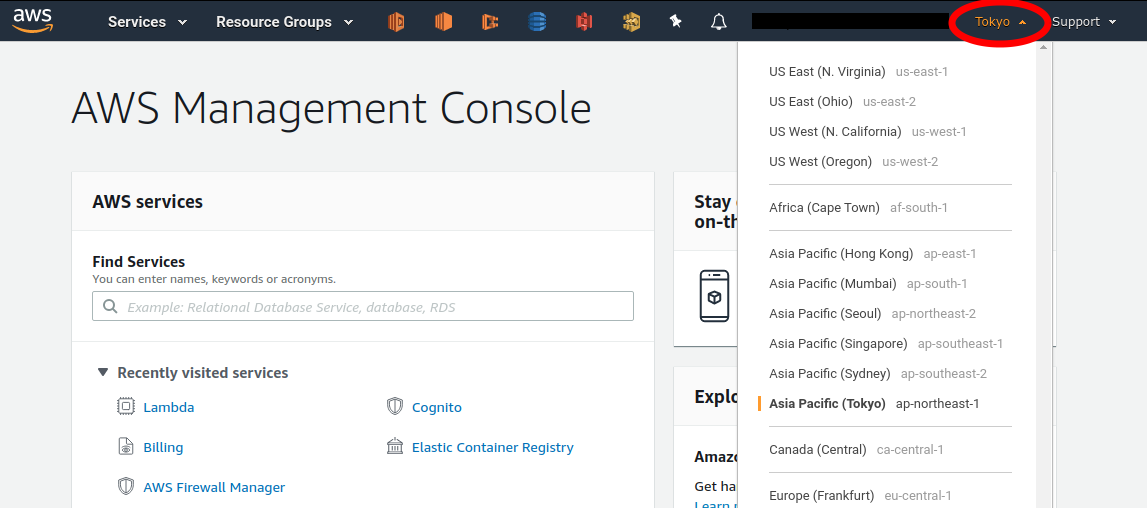 aws Services Resource Groups Tokyo Support
AWS Management Console
AWS services
Find Services
You can enter names, keywords or acronyms.
Example: Relational Database Service, database, RDS
Recently visited services
Lambda
Cognito
Billing
Elastic Container Registry
AWS Firewall Manager
Stay
on-th
Explo
Amazo
Get ha
Learn
US East (N. Virginia) us-east-1
US East (Ohio) us-east-2
US West (N. California) us-west-1
US West (Oregon) us-west-2
Africa (Cape Town) af-south-1
Asia Pacific (Hong Kong) ap-east-1
Asia Pacific (Mumbai) ap-south-1
Asia Pacific (Seoul) ap-northeast-2
Asia Pacific (Singapore) ap-southeast-1
Asia Pacific (Sydney) ap-southeast-2
Asia Pacific (Tokyo) ap-northeast-1
Canada (Central) ca-central-1
Europe (Frankfurt) eu-central-1